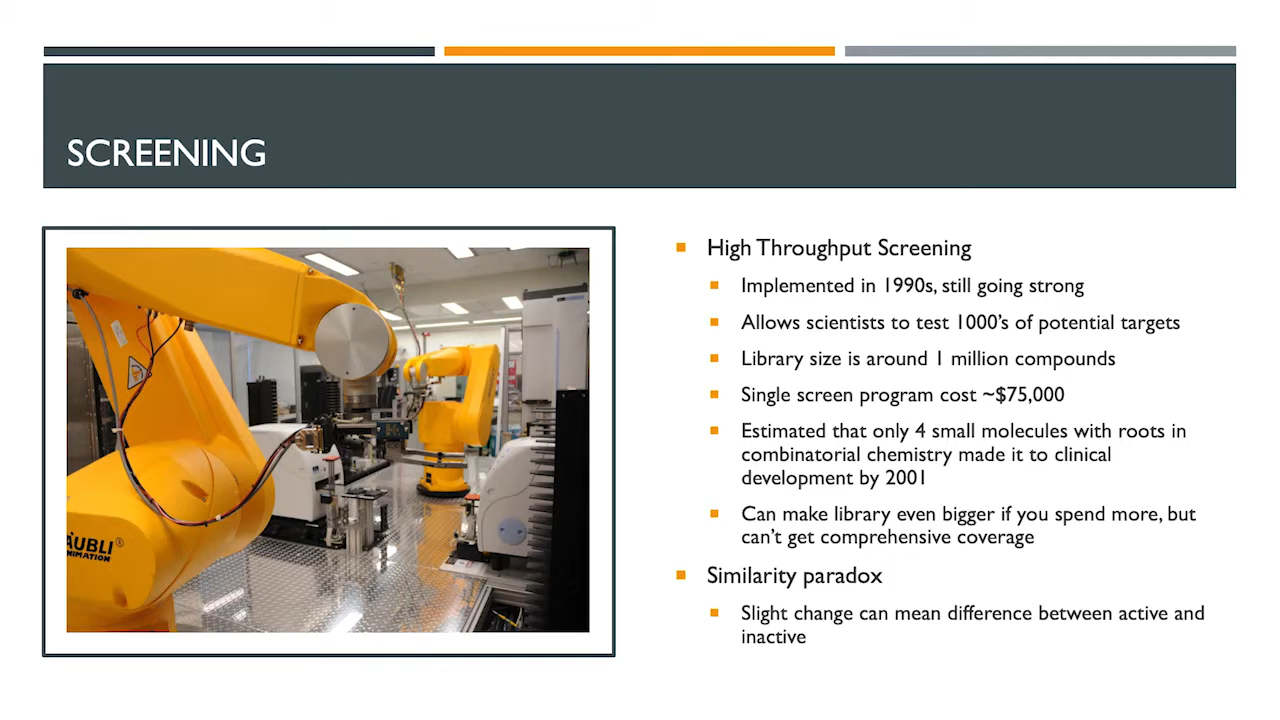 SCREENING
High Throughput Screening
Implemented in 1990s, still going strong
Allows scientists to test 1000’s of potential targets
Library size is around 1 million compounds
Single screen program cost ~$75,000
Estimated that only 4 small molecules with roots in
combinatorial chemistry made it to clinical
development by 2001
Can make library even bigger if you spend more, but
can’t get comprehensive coverage
Similarity paradox
Slight change can mean difference between active and
inactive
ÄUBLI®
NIMATION